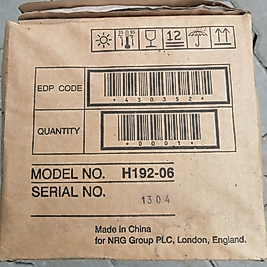 12
EDP CODE
*430352*
QUANTITY
*0001*
MODEL NO. H192-06
SERIAL NO. 1304
Made in China
for NRG Group PLC, London, England.